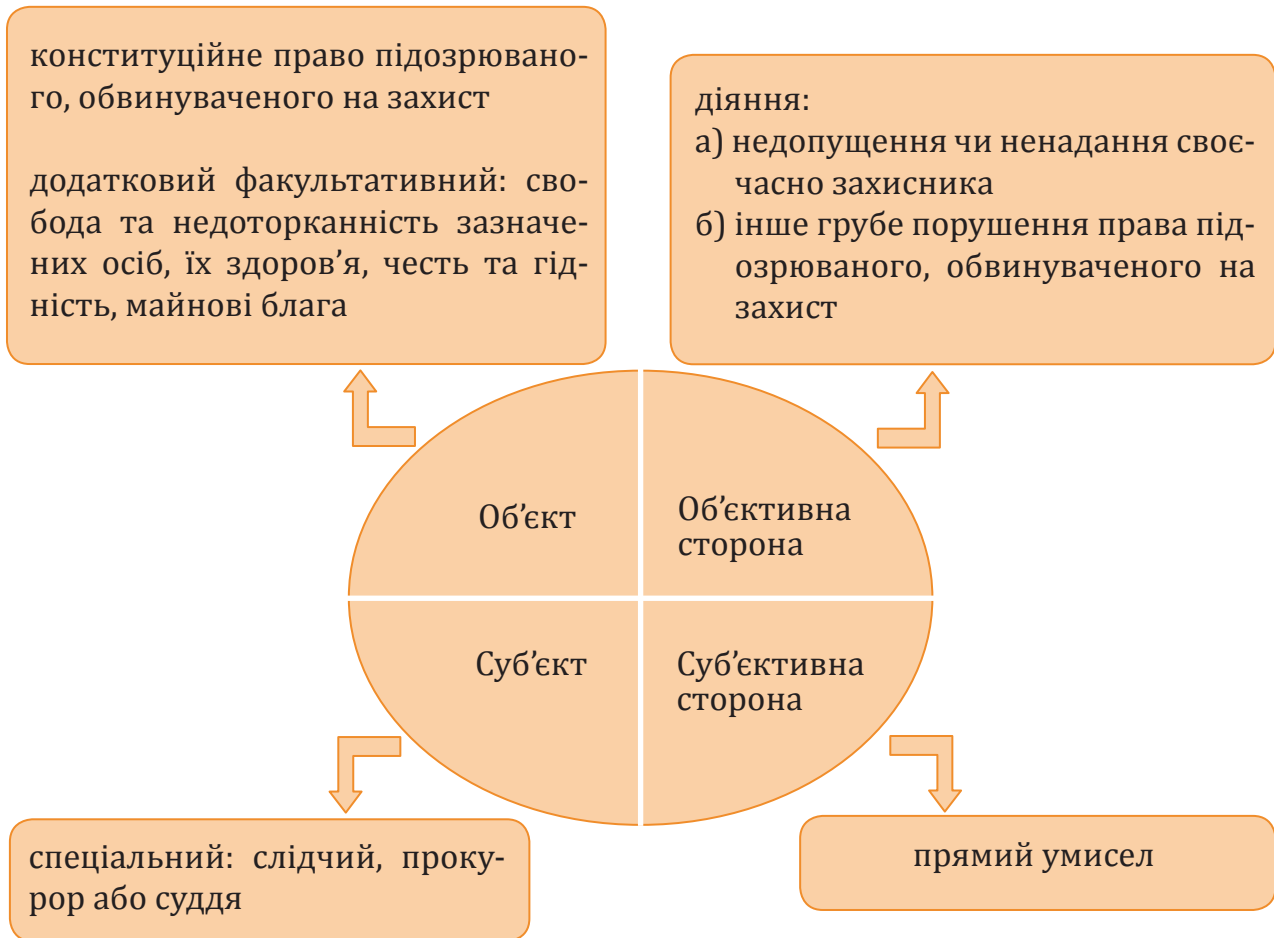 конституційне право підозрювано-
го, обвинуваченого на захист
додатковий факультативний: сво-
бода та недоторканність зазначе-
них осіб, їх здоров’я, честь та гід-
ність, майнові блага
діяння:
а) недопущення чи ненадання своє-
часно захисника
б) інше грубе порушення права під-
озрюваного, обвинуваченого на
захист
Об’єкт
Об’єктивна
сторона
Суб’єкт
Суб’єктивна
сторона
спеціальний: слідчий, проку-
рор або суддя
прямий умисел